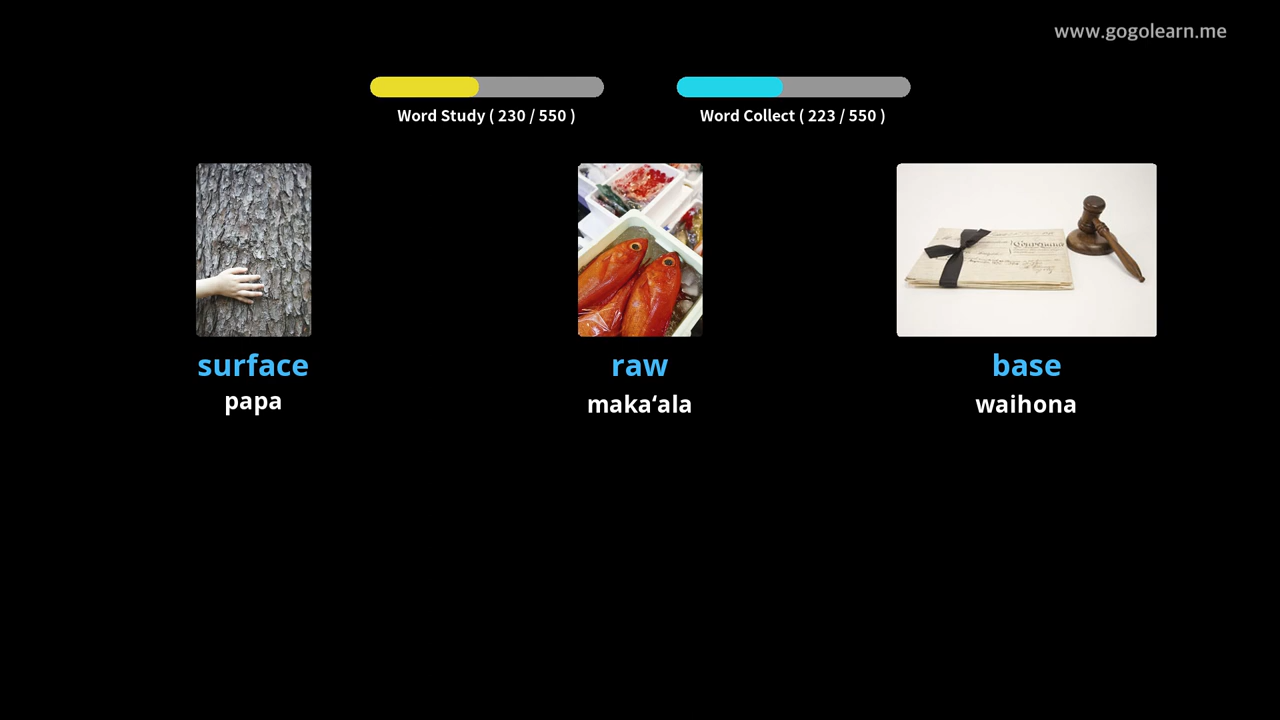 www.gogolearn.me
Word Study ( 230 / 550 )
Word Collect ( 223 / 550 )
surface
papa
raw
makaʻala
base
waihona